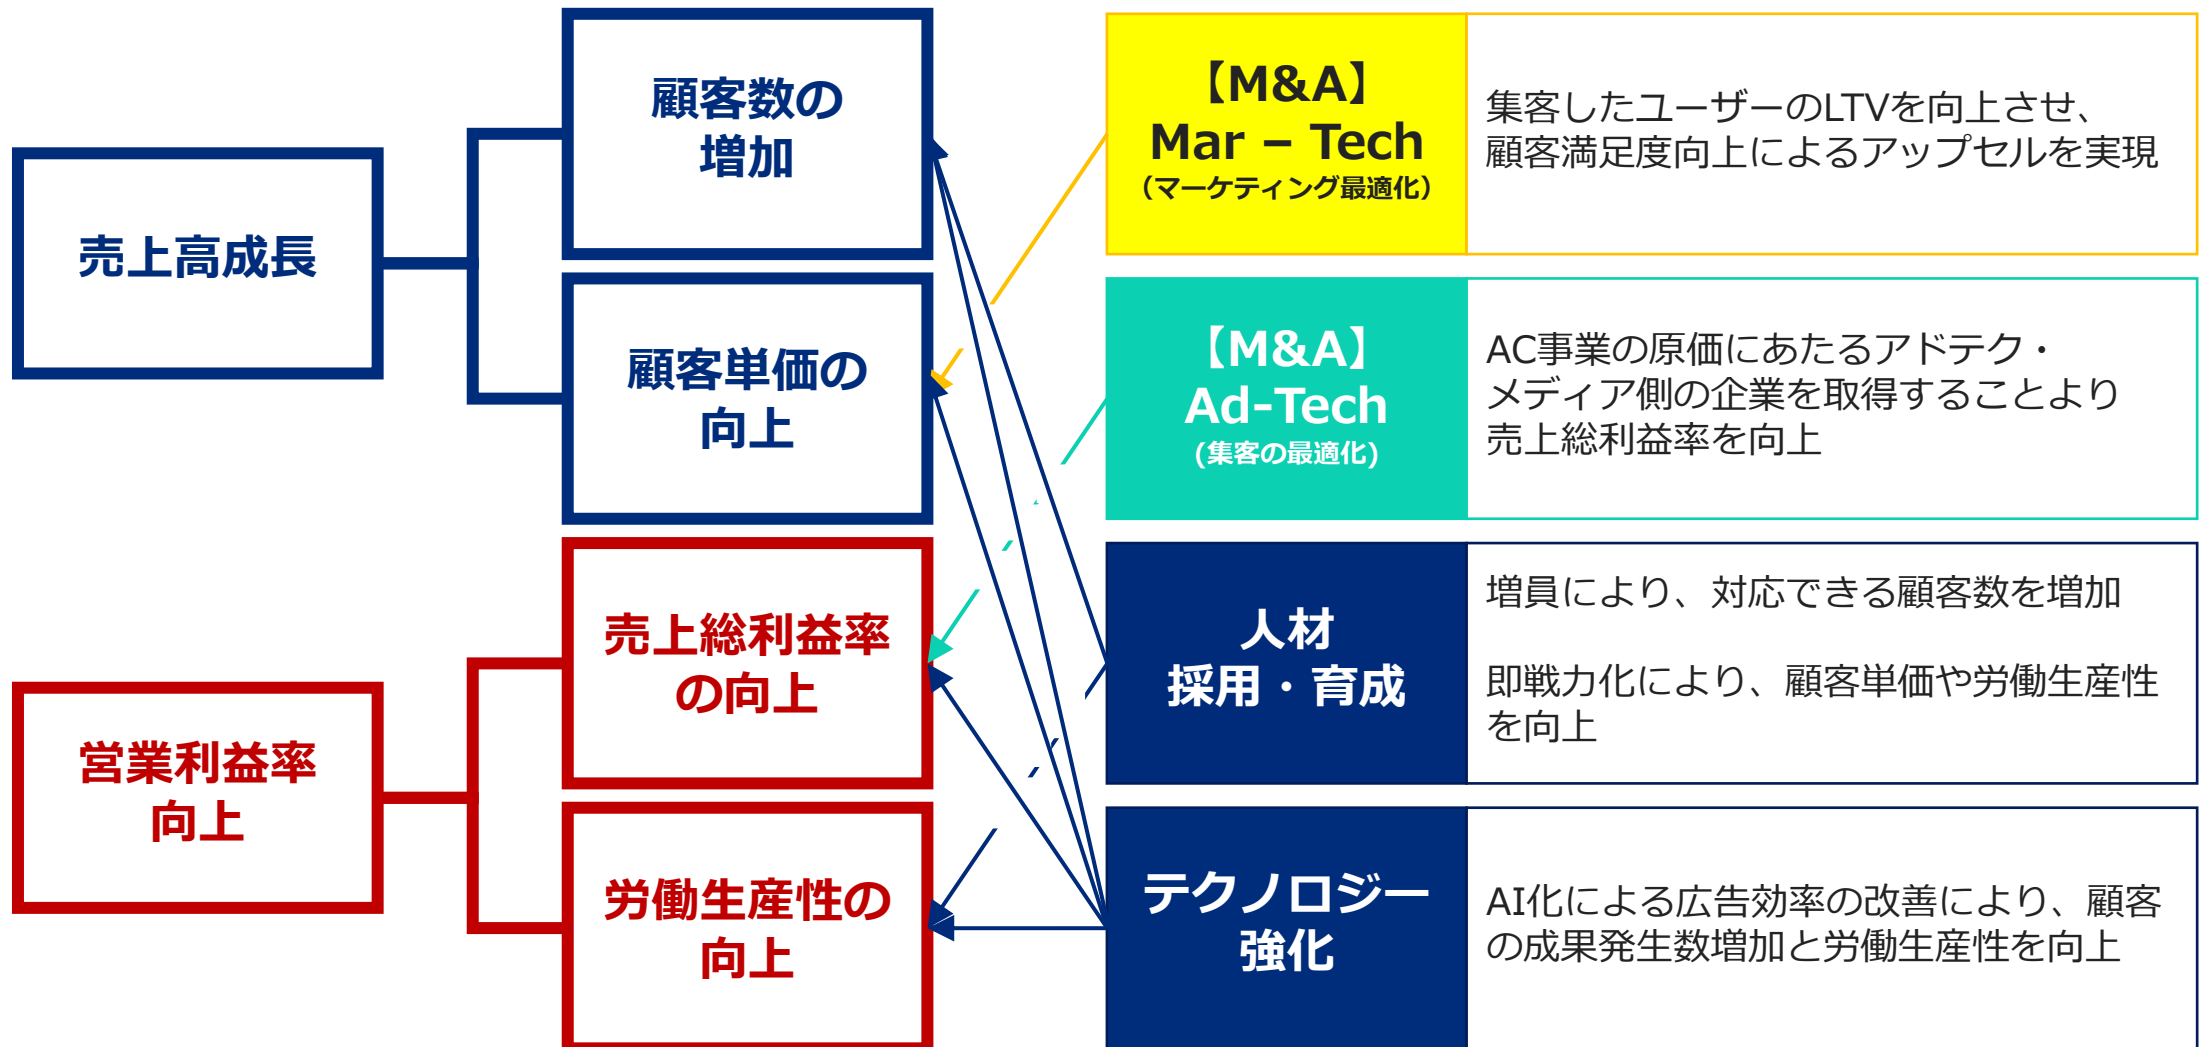 売上高成長
営業利益率
向上
顧客数の
増加
顧客単価の
向上
売上総利益率
の向上
労働生産性の
向上
【M&A】
Mar – Tech
（マーケティング最適化）
集客したユーザーのLTVを向上させ、
顧客満足度向上によるアップセルを実現
【M&A】
Ad-Tech
(集客の最適化)
AC事業の原価にあたるアドテク・
メディア側の企業を取得することより
売上総利益率を向上
人材
採用・育成
増員により、対応できる顧客数を増加
即戦力化により、顧客単価や労働生産性
を向上
テクノロジー
強化
AI化による広告効率の改善により、顧客
の成果発生数増加と労働生産性を向上